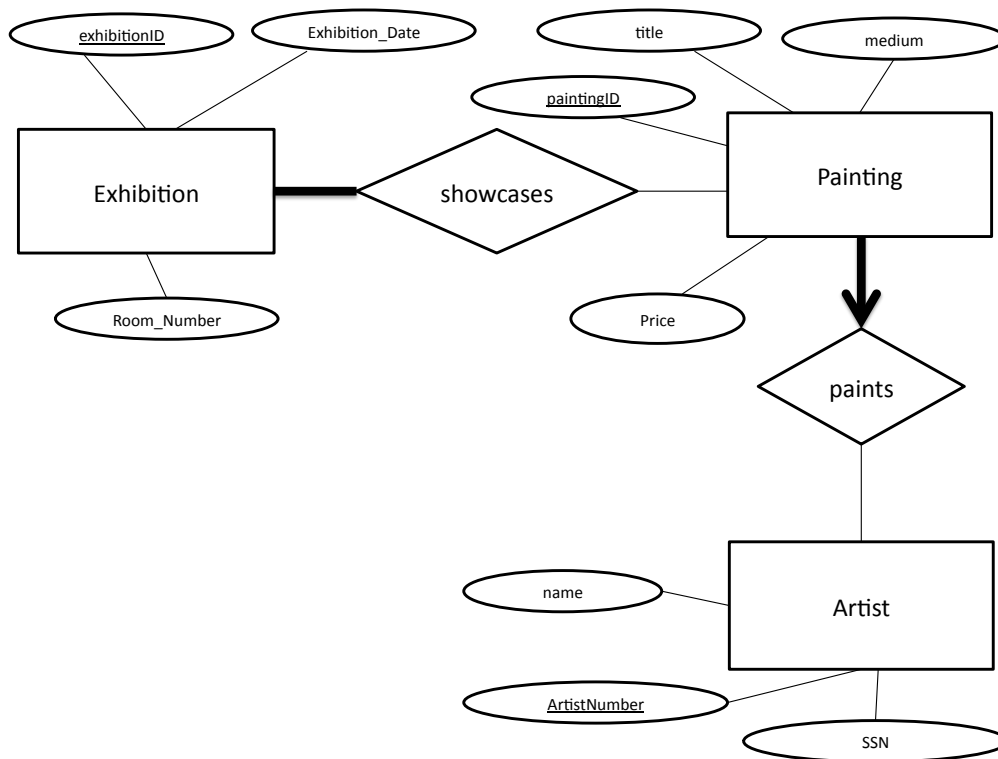 exhibitionID
Exhibition_Date
title
medium
paintingID
Exhibition
showcases
Painting
Room_Number
Price
paints
name
Artist
ArtistNumber
SSN